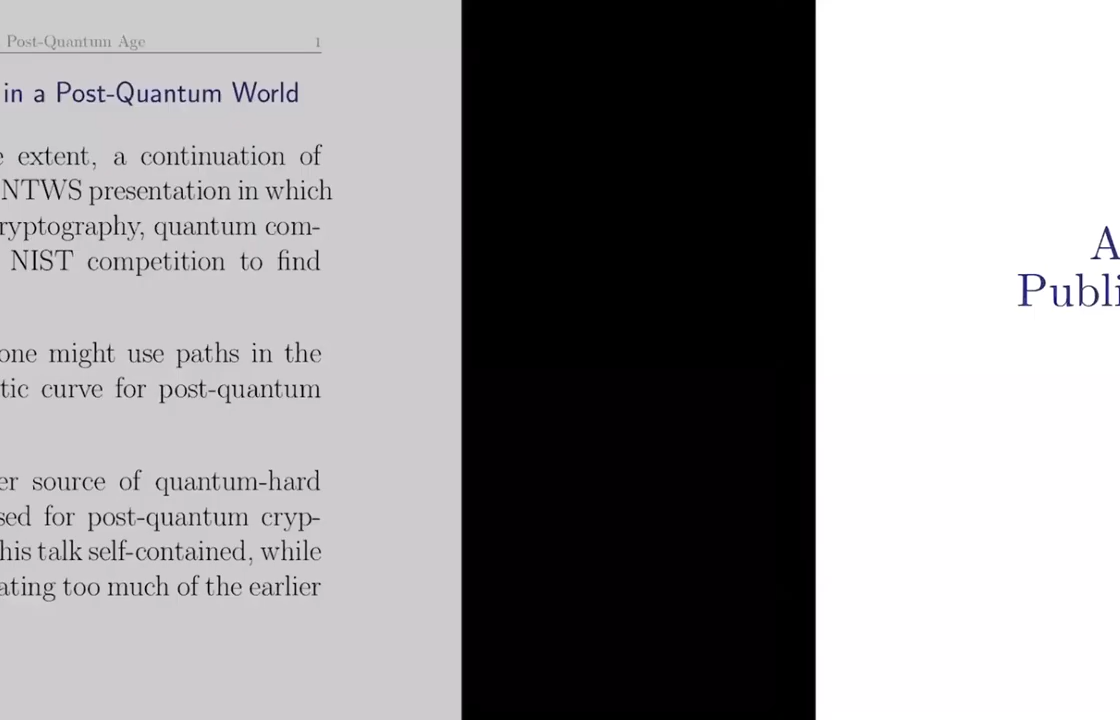 Post-Quantum Age 1
in a Post-Quantum World
extent, a continuation of
NTWS presentation in which
ryptography, quantum com-
NIST competition to find
one might use paths in the
tic curve for post-quantum
er source of quantum-hard
sed for post-quantum cryp-
his talk self-contained, while
ating too much of the earlier
A
Publi